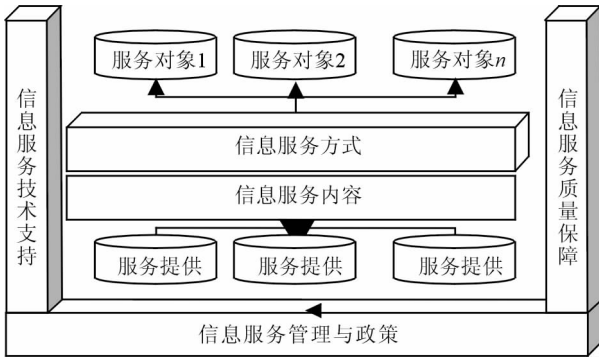 服务对象1
服务对象2
服务对象n
信息服务技术支持
信息服务方式
信息服务内容
信息服务质量保障
服务提供
服务提供
服务提供
信息服务管理与政策